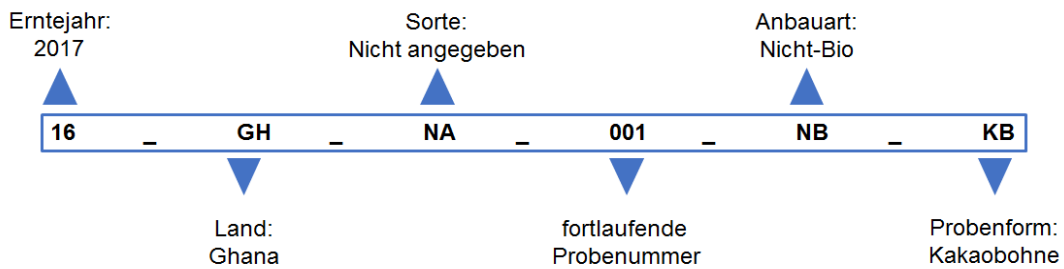 Erntejahr:
2017
Sorte:
Nicht angegeben
Anbauart:
Nicht-Bio
16 _ GH _ NA _ 001 _ NB _ KB
Land:
Ghana
fortlaufende
Probenummer
Probenform:
Kakaobohne